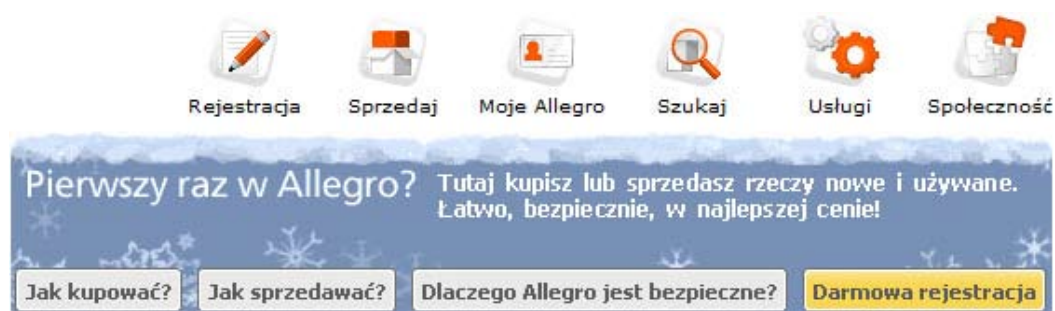 Rejestracja Sprzedaj Moje Allegro Szukaj Usługi Społeczność
Pierwszy raz w Allegro?
Tutaj kupisz lub sprzedasz rzeczy nowe i używane.
Łatwo, bezpiecznie, w najlepszej cenie!
Jak kupować? Jak sprzedawać? Dlaczego Allegro jest bezpieczne? Darmowa rejestracja